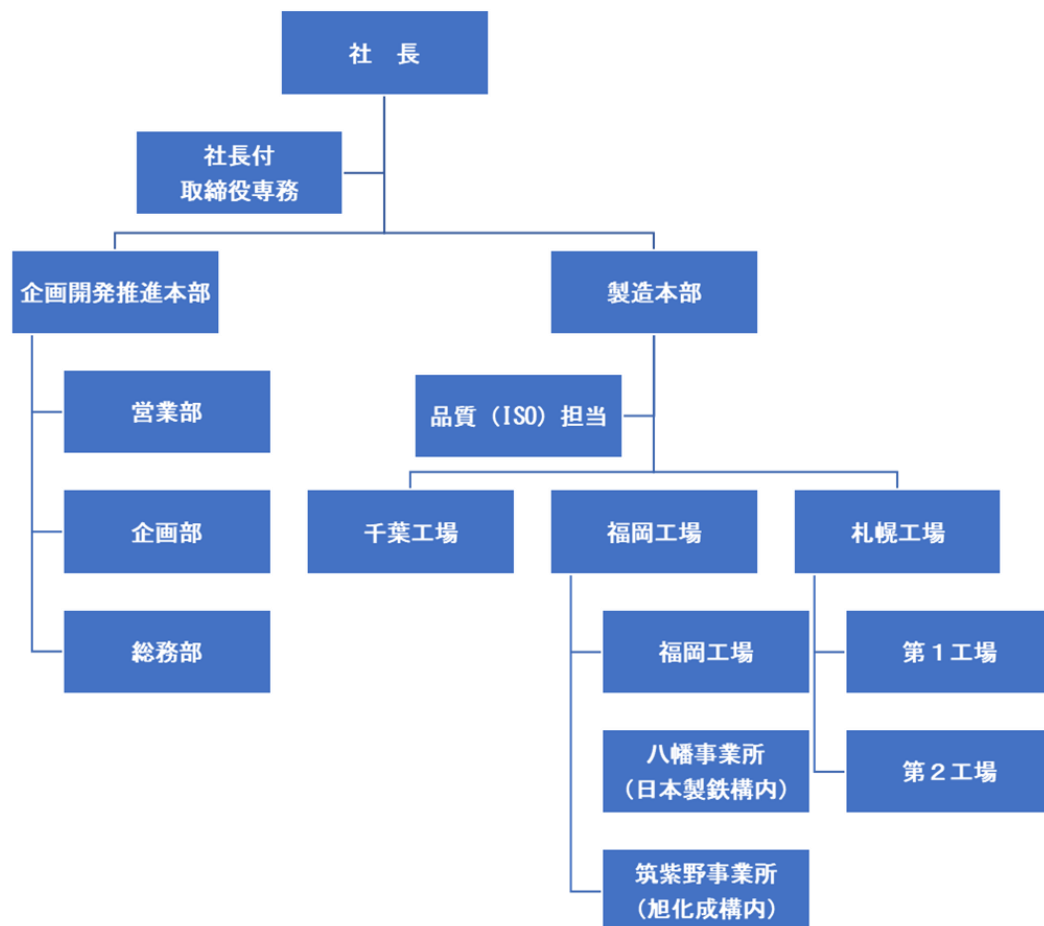 社　長
社長付
取締役専務
企画開発推進本部
製造本部
営業部
品質（ISO）担当
企画部
千葉工場
福岡工場
札幌工場
総務部
福岡工場
第１工場
八幡事業所
（日本製鉄構内）
第２工場
筑紫野事業所
（旭化成構内）